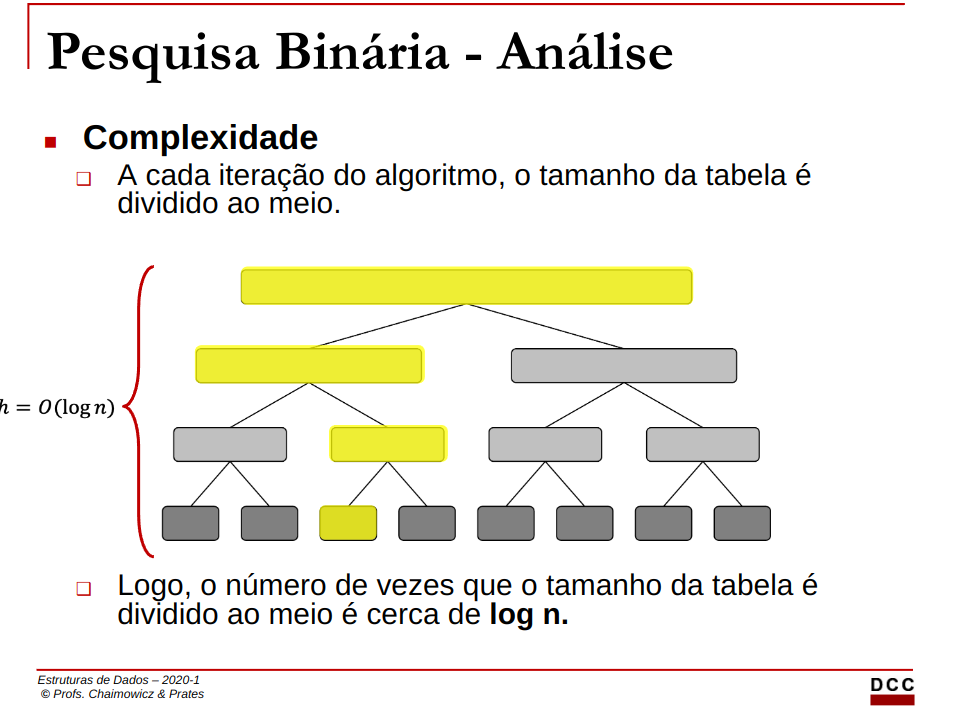 Pesquisa Binária - Análise
Complexidade
A cada iteração do algoritmo, o tamanho da tabela é
dividido ao meio.
h = O(log n)
Logo, o número de vezes que o tamanho da tabela é
dividido ao meio é cerca de log n.
Estruturas de Dados – 2020-1
© Profs. Chaimowicz & Prates
DCC